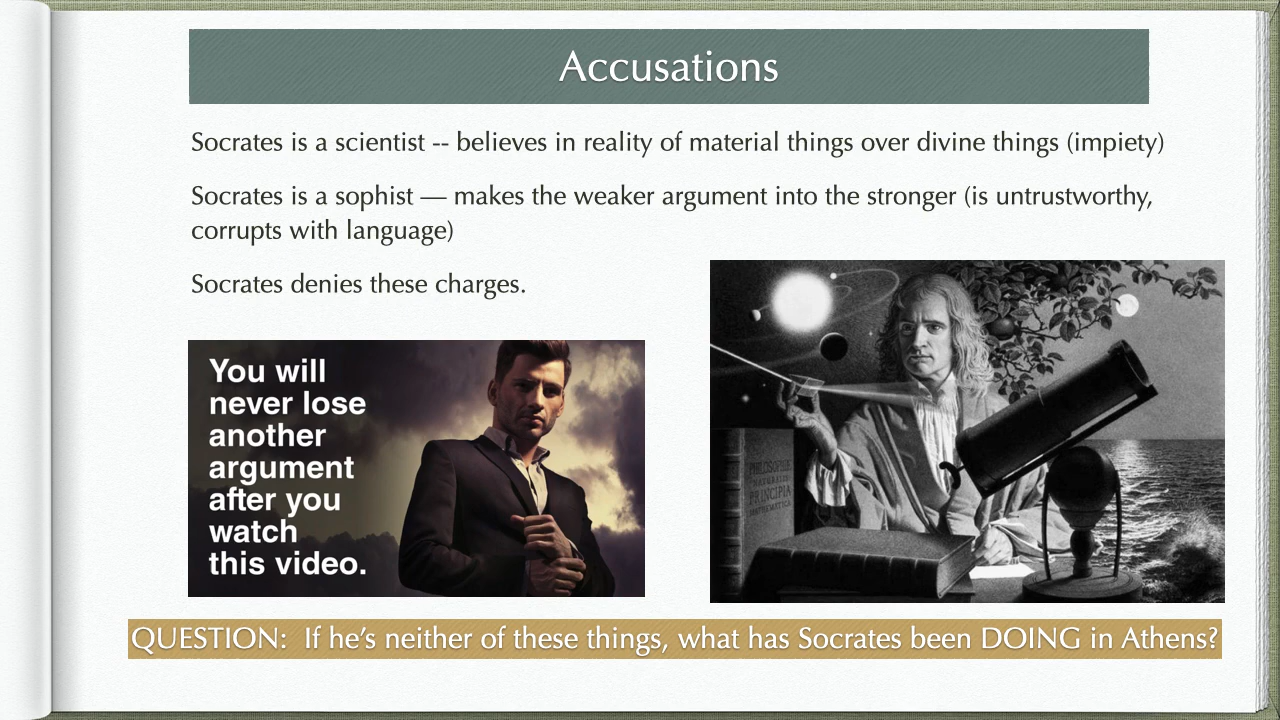 Accusations
Socrates is a scientist -- believes in reality of material things over divine things (impiety)
Socrates is a sophist — makes the weaker argument into the stronger (is untrustworthy,
corrupts with language)
Socrates denies these charges.
You will
never lose
another
argument
after you
watch
this video.
PHILOSOPHIÆ
NATURALIS
PRINCIPIA
MATHEMATICA
QUESTION:  If he’s neither of these things, what has Socrates been DOING in Athens?